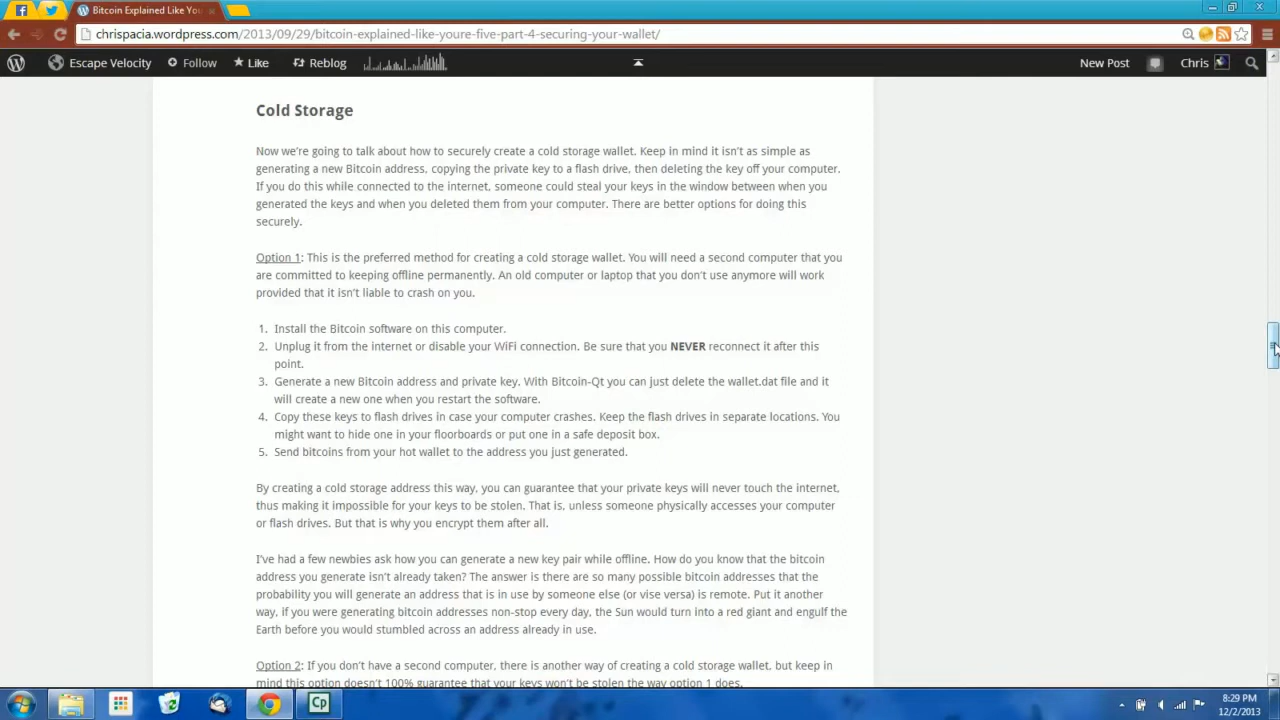 Bitcoin Explained Like You
chrispacia.wordpress.com/2013/09/29/bitcoin-explained-like-youre-five-part-4-securing-your-wallet/
Escape Velocity Follow Like Reblog New Post Chris
Cold Storage
Now we're going to talk about how to securely create a cold storage wallet. Keep in mind it isn't as simple as
generating a new Bitcoin address, copying the private key to a flash drive, then deleting the key off your computer.
If you do this while connected to the internet, someone could steal your keys in the window between when you
generated the keys and when you deleted them from your computer. There are better options for doing this
securely.
Option 1: This is the preferred method for creating a cold storage wallet. You will need a second computer that you
are committed to keeping offline permanently. An old computer or laptop that you don't use anymore will work
provided that it isn't liable to crash on you.
1. Install the Bitcoin software on this computer.
2. Unplug it from the internet or disable your WiFi connection. Be sure that you NEVER reconnect it after this
point.
3. Generate a new Bitcoin address and private key. With Bitcoin-Qt you can just delete the wallet.dat file and it
will create a new one when you restart the software.
4. Copy these keys to flash drives in case your computer crashes. Keep the flash drives in separate locations. You
might want to hide one in your floorboards or put one in a safe deposit box.
5. Send bitcoins from your hot wallet to the address you just generated.
By creating a cold storage address this way, you can guarantee that your private keys will never touch the internet,
thus making it impossible for your keys to be stolen. That is, unless someone physically accesses your computer
or flash drives. But that is why you encrypt them after all.
I've had a few newbies ask how you can generate a new key pair while offline. How do you know that the bitcoin
address you generate isn't already taken? The answer is there are so many possible bitcoin addresses that the
probability you will generate an address that is in use by someone else (or vise versa) is remote. Put it another
way, if you were generating bitcoin addresses non-stop every day, the Sun would turn into a red giant and engulf the
Earth before you would stumbled across an address already in use.
Option 2: If you don't have a second computer, there is another way of creating a cold storage wallet, but keep in
mind this option doesn't 100% guarantee that your keys won't be stolen the way option 1 does.
Cp
8:29 PM
12/2/2013